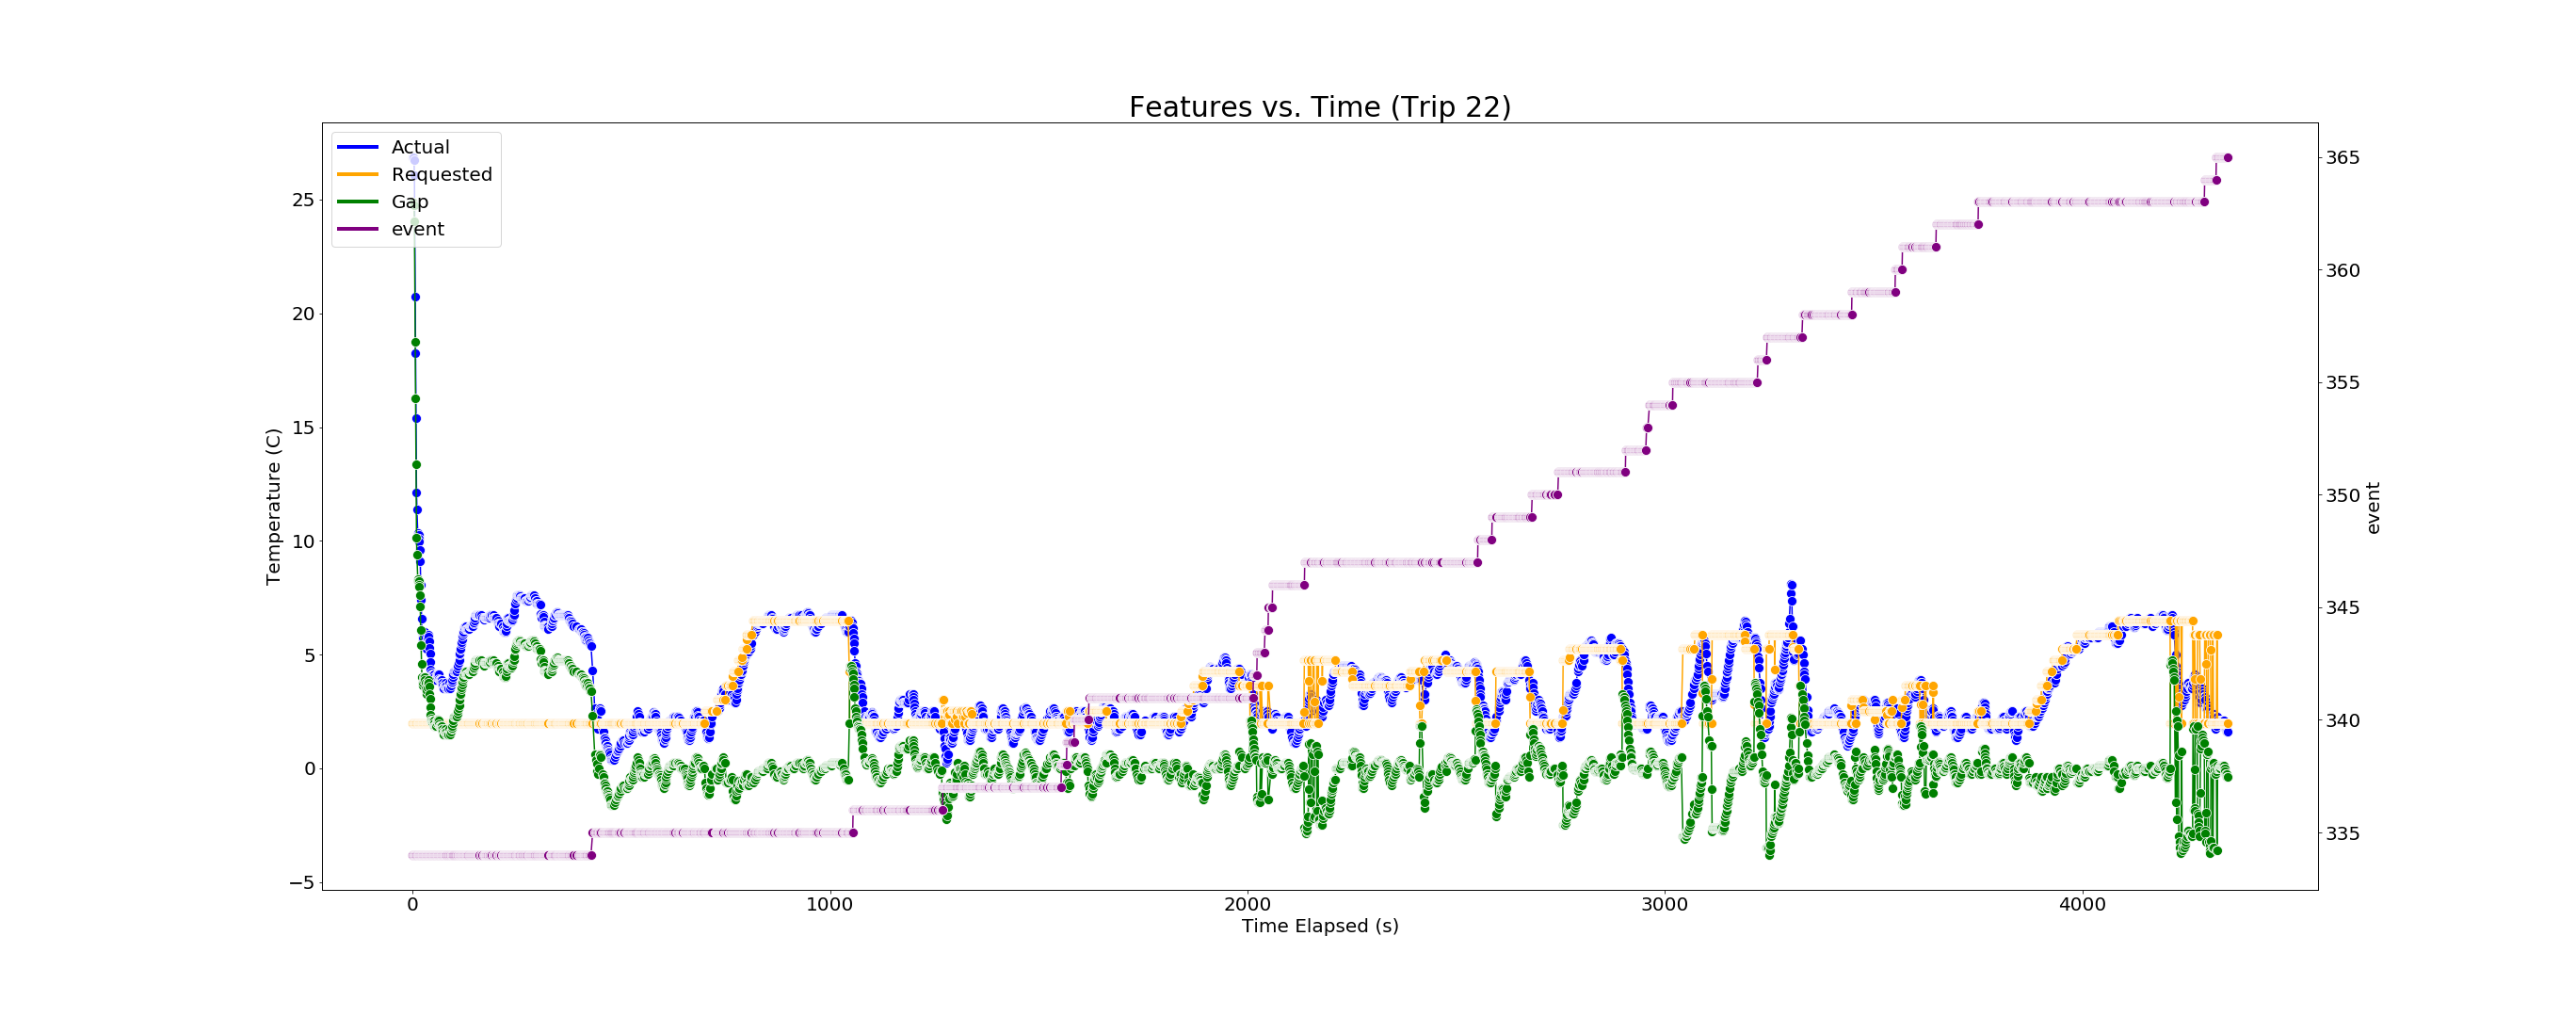 Features vs. Time (Trip 22)
Actual
Requested
Gap
event
25
20
15
10
5
0
−5
Temperature (C)
365
360
355
350
345
340
335
event
0 1000 2000 3000 4000
Time Elapsed (s)